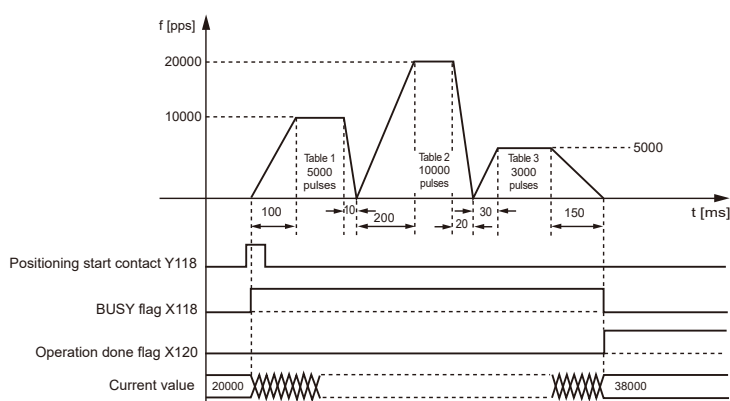 f [pps]
20000
10000
Table 1
5000
pulses
Table 2
10000
pulses
Table 3
3000
pulses
5000
t [ms]
100
10
200
20
30
150
Positioning start contact Y118
BUSY flag X118
Operation done flag X120
Current value
20000
38000